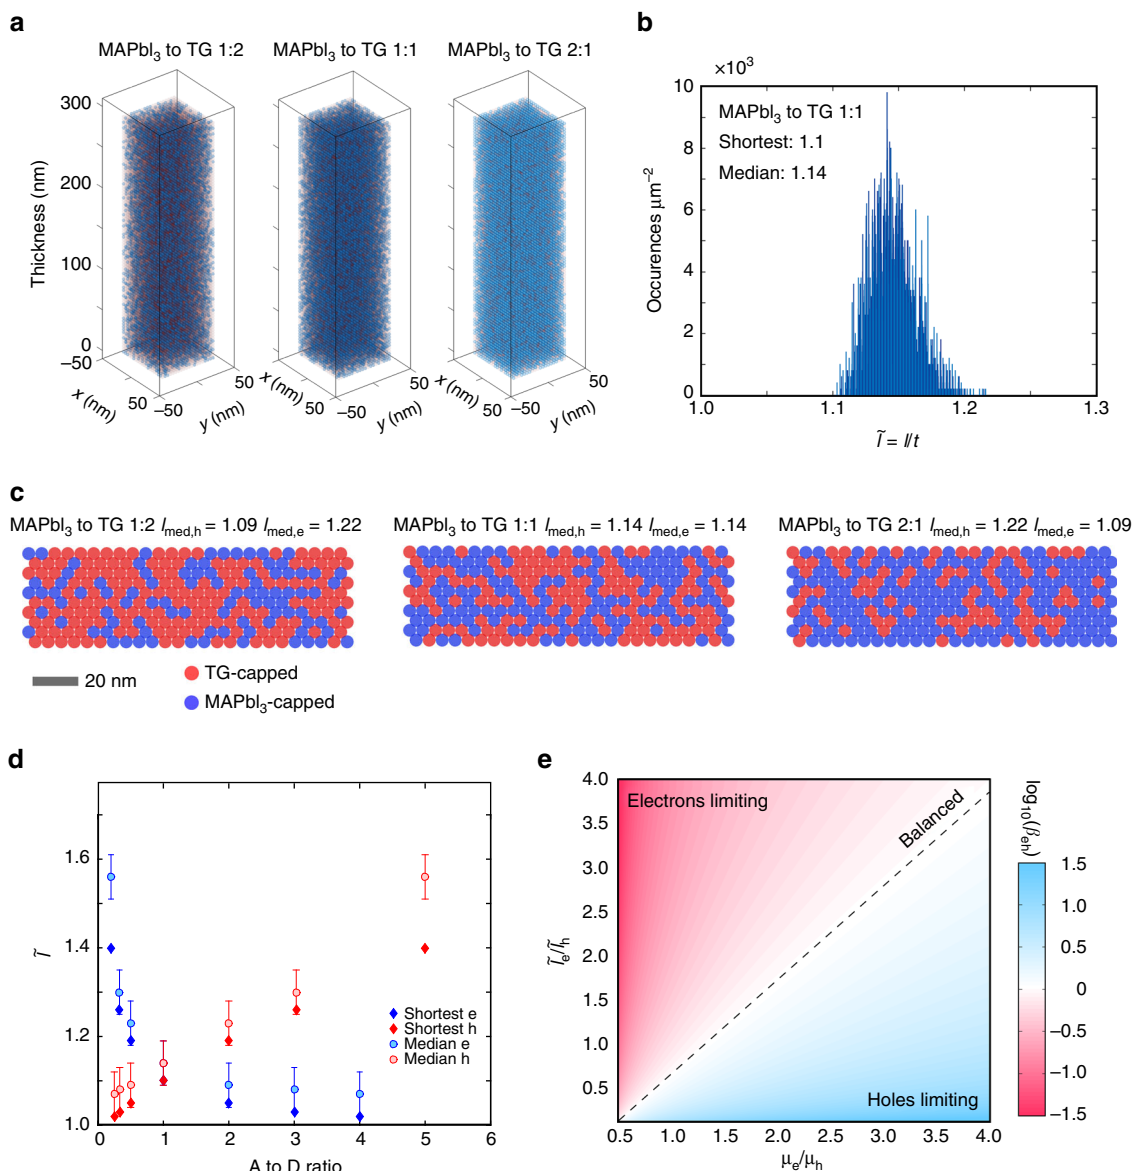 a
MAPbI3 to TG 1:2
MAPbI3 to TG 1:1
MAPbI3 to TG 2:1
Thickness (nm)
300
200
100
0
−50
x (nm)
50
−50
y (nm)
50
x (nm)
50
−50
y (nm)
50
x (nm)
50
−50
y (nm)
50
b
×10³
Occurences μm⁻²
10
8
6
4
2
0
MAPbI3 to TG 1:1
Shortest: 1.1
Median: 1.14
1.0
1.1
1.2
1.3
l̃ = l/t
c
MAPbI3 to TG 1:2 lmed,h = 1.09 lmed,e = 1.22
MAPbI3 to TG 1:1 lmed,h = 1.14 lmed,e = 1.14
MAPbI3 to TG 2:1 lmed,h = 1.22 lmed,e = 1.09
20 nm
TG-capped
MAPbI3-capped
d
l̃
1.6
1.4
1.2
1.0
Shortest e
Shortest h
Median e
Median h
0
1
2
3
4
5
6
A to D ratio
e
l̃e/l̃h
4.0
3.5
3.0
2.5
2.0
1.5
1.0
0.5
Electrons limiting
Balanced
Holes limiting
0.5
1.0
1.5
2.0
2.5
3.0
3.5
4.0
μe/μh
log10(βeh)
1.5
1.0
0.5
0
−0.5
−1.0
−1.5